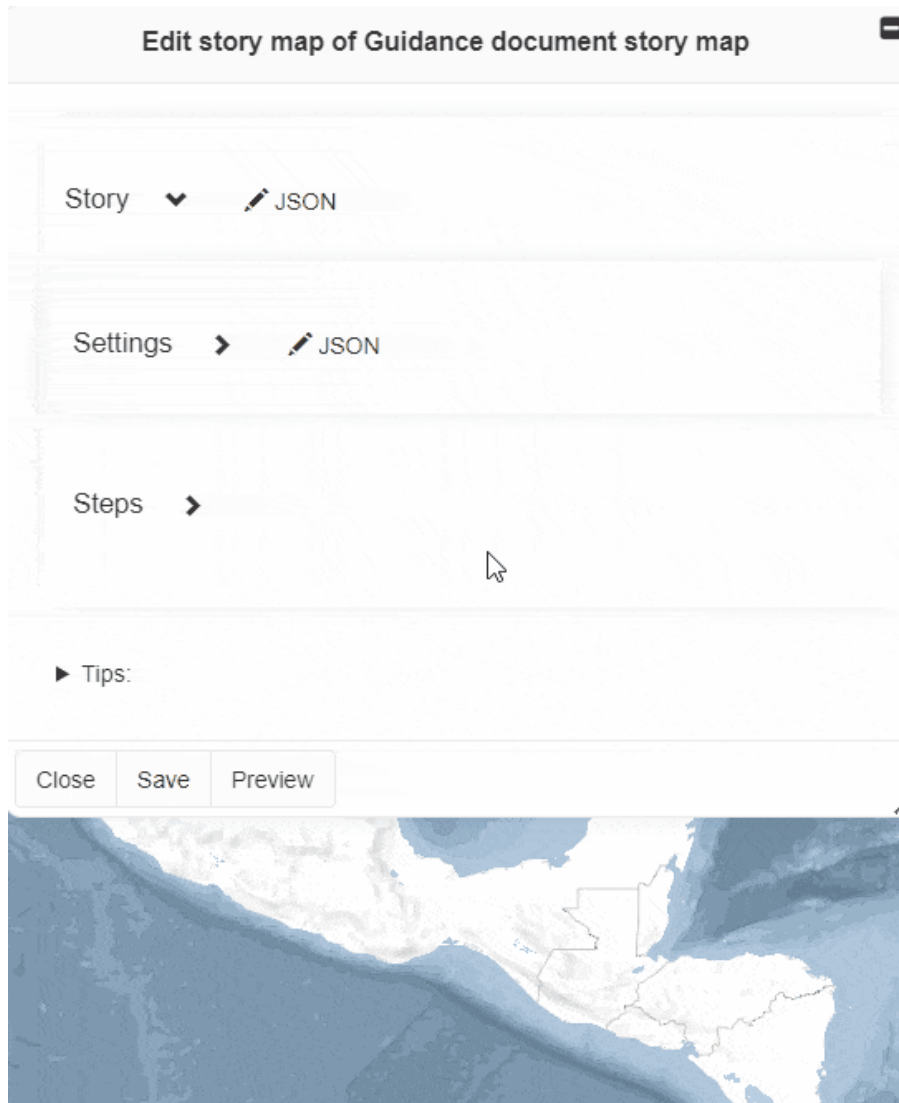 Edit story map of Guidance document story map
Story JSON
Settings JSON
Steps
Tips:
Close Save Preview